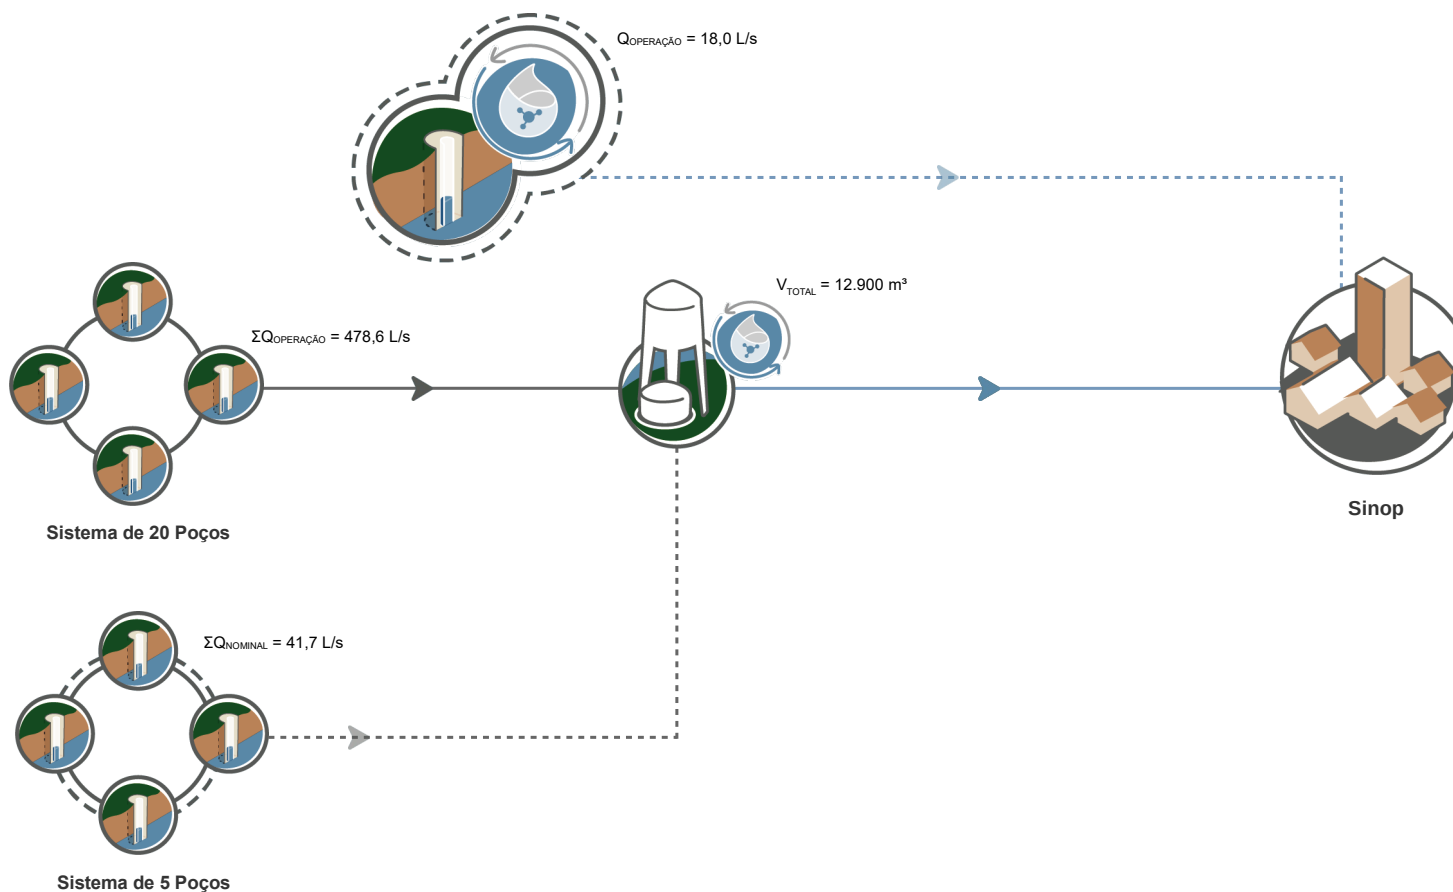 QOPERAÇÃO = 18,0 L/s
VTOTAL = 12.900 m³
ΣQOPERAÇÃO = 478,6 L/s
Sinop
Sistema de 20 Poços
ΣQNOMINAL = 41,7 L/s
Sistema de 5 Poços